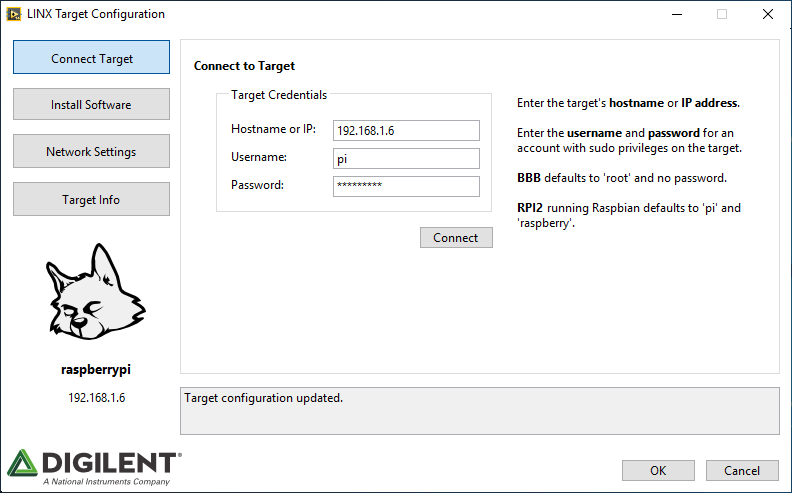 LINX Target Configuration
Connect Target
Install Software
Network Settings
Target Info
raspberrypi
192.168.1.6
DIGILENT®
A National Instruments Company
Connect to Target
Target Credentials
Hostname or IP: 192.168.1.6
Username: pi
Password: *********
Connect
Enter the target's hostname or IP address.
Enter the username and password for an
account with sudo privileges on the target.
BBB defaults to 'root' and no password.
RPI2 running Raspbian defaults to 'pi' and
'raspberry'.
Target configuration updated.
OK Cancel